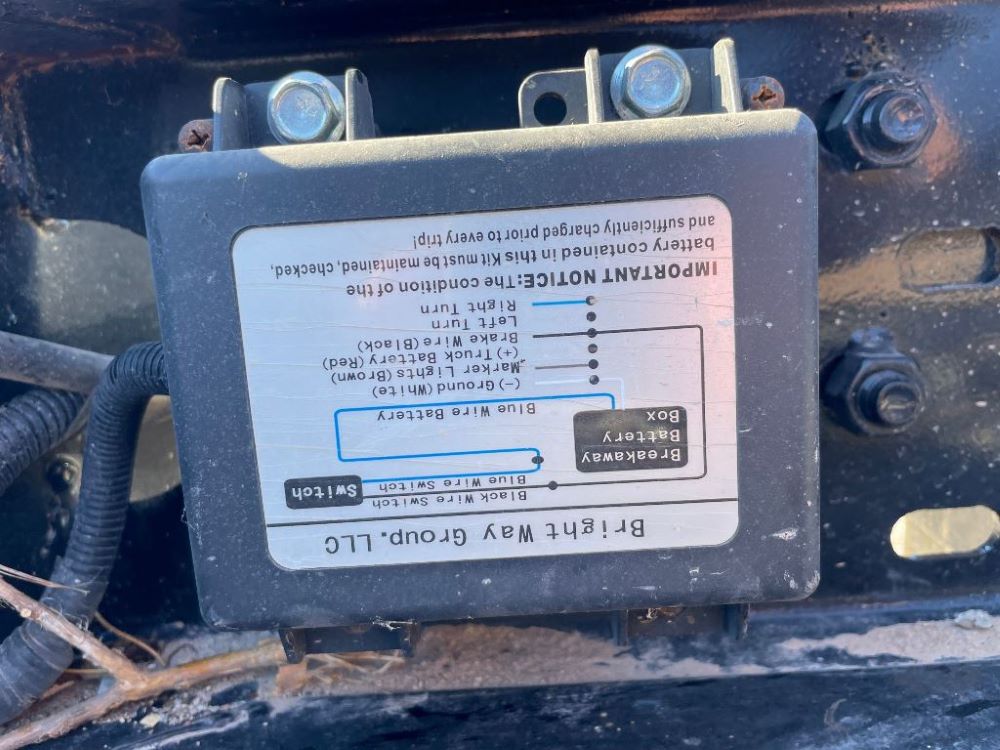 Bright Way Group. LLC
Black Wire Switch
Blue Wire Switch
Switch
Breakaway
Battery
Box
Blue Wire Battery
(-) Ground (White)
Marker Lights (Brown)
(+) Truck Battery (Red)
Brake Wire (Black)
Left Turn
Right Turn
IMPORTANT NOTICE: The condition of the
battery contained in this Kit must be maintained, checked,
and sufficiently charged prior to every trip!